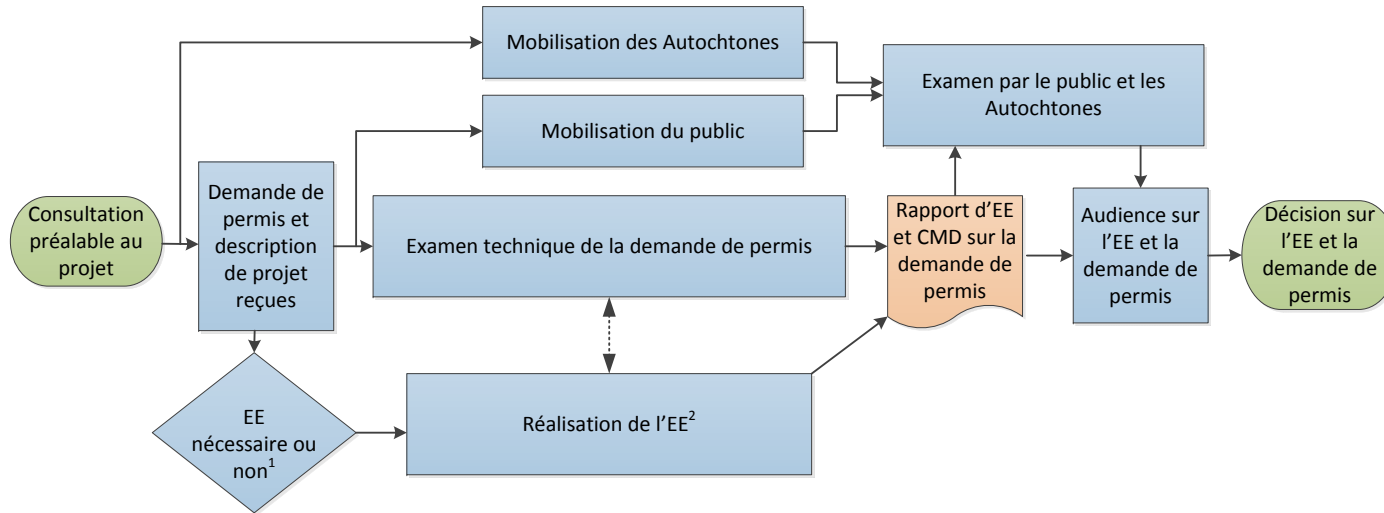 Mobilisation des Autochtones
Mobilisation du public
Examen par le public et les
Autochtones
Consultation
préalable au
projet
Demande de
permis et
description
de projet
reçues
Examen technique de la demande de permis
Rapport d’EE
et CMD sur la
demande de
permis
Audience sur
l’EE et la
demande de
permis
Décision sur
l’EE et la
demande de
permis
EE
nécessaire ou
non¹
Réalisation de l’EE²